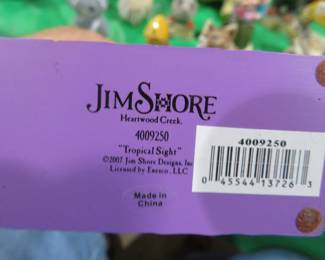 JIM SHORE
Heartwood Creek.
4009250
"Tropical Sight"
©2007 Jim Shore Designs, Inc
Licensed by Enesco, LLC
Made in
China
4009250
0 45544 13726 3